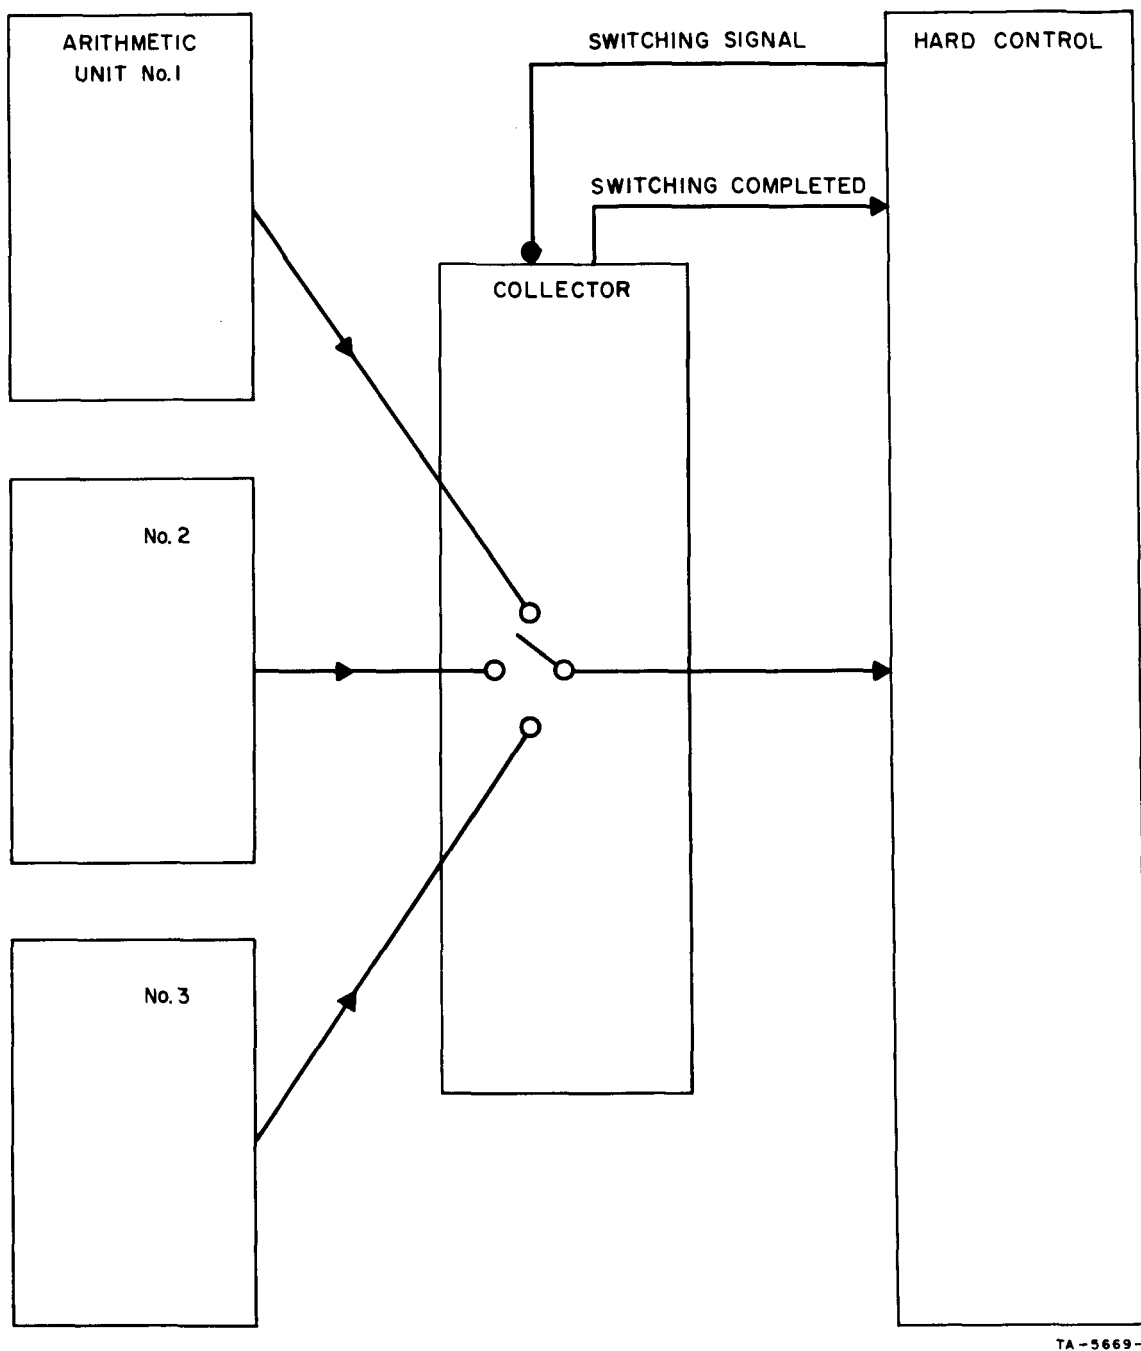 ARITHMETIC
UNIT No.1
SWITCHING SIGNAL
HARD CONTROL
SWITCHING COMPLETED
COLLECTOR
No.2
No.3
TA-5669-